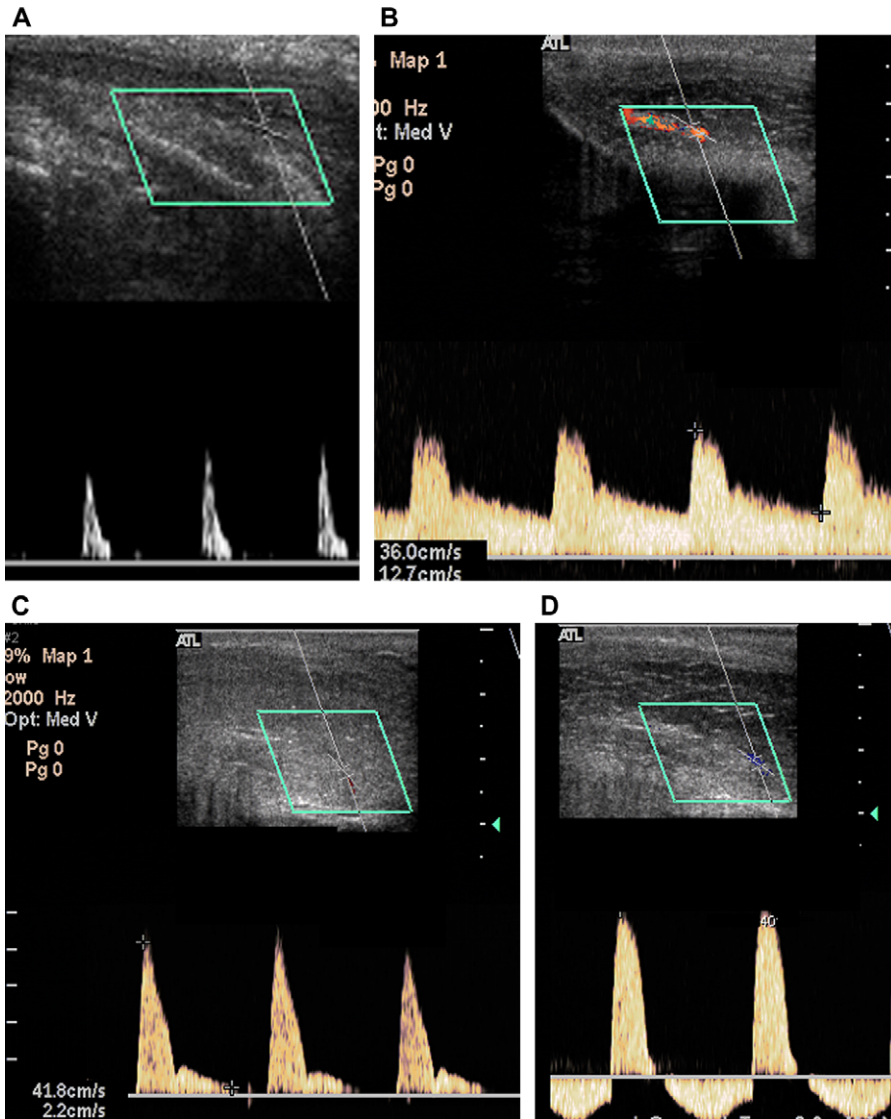 A
B
ATL
Map 1
00 Hz
t: Med V
Pg 0
Pg 0
36.0cm/s
12.7cm/s
C
#2
9% Map 1
ow
2000 Hz
Opt: Med V
Pg 0
Pg 0
ATL
41.8cm/s
2.2cm/s
D
ATL
40